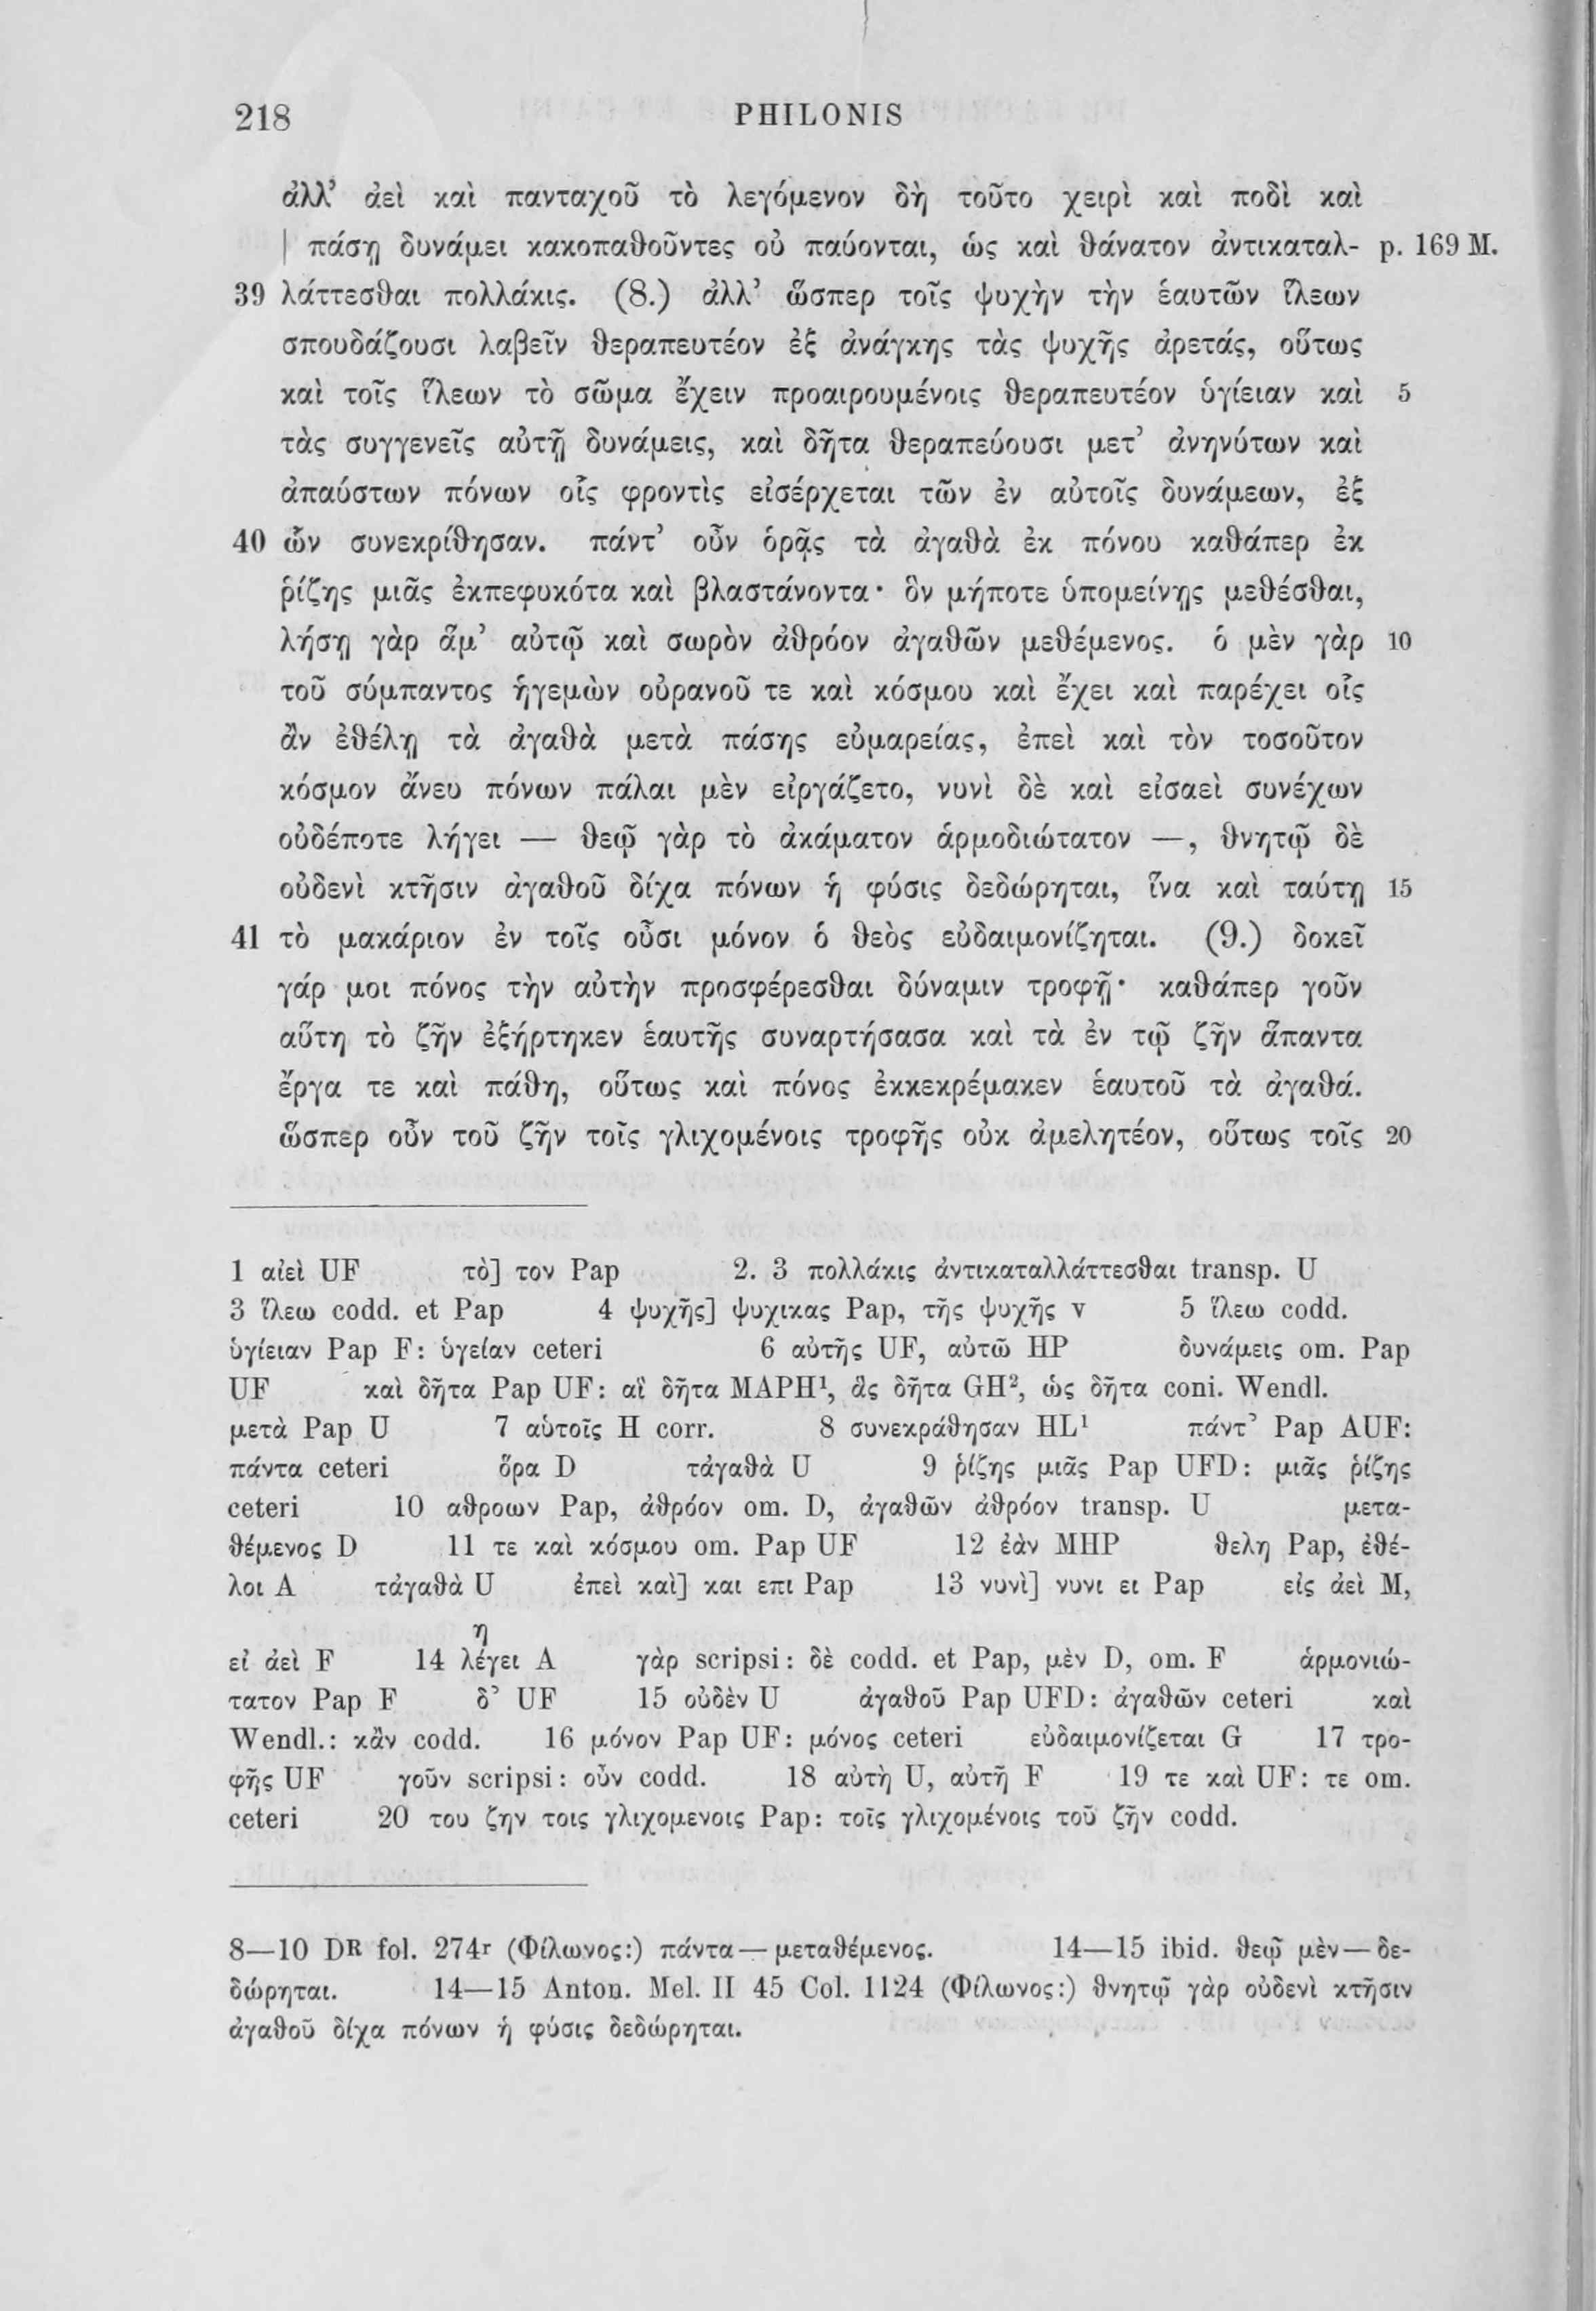 218 PHILONIS
ἀλλ’ ἀεὶ καὶ πανταχοῦ τὸ λεγόμενον δὴ τοῦτο χειρὶ καὶ ποδὶ καὶ
| πάσῃ δυνάμει κακοπαθοῦντες οὐ παύονται, ὡς καὶ θάνατον ἀντικαταλ- p. 169 M.
39 λάττεσθαι πολλάκις. (8.) ἀλλ’ ὥσπερ τοῖς ψυχὴν τὴν ἑαυτῶν ἵλεων
σπουδάζουσι λαβεῖν θεραπευτέον ἐξ ἀνάγκης τὰς ψυχῆς ἀρετάς, οὕτως
καὶ τοῖς ἵλεων τὸ σῶμα ἔχειν προαιρουμένοις θεραπευτέον ὑγίειαν καὶ 5
τὰς συγγενεῖς αὐτῇ δυνάμεις, καὶ δῆτα θεραπεύουσι μετ’ ἀνηνύτων καὶ
ἀπαύστων πόνων οἷς φροντὶς εἰσέρχεται τῶν ἐν αὐτοῖς δυνάμεων, ἐξ
40 ὧν συνεκρίθησαν. πάντ’ οὖν ὁρᾷς τὰ ἀγαθὰ ἐκ πόνου καθάπερ ἐκ
ῥίζης μιᾶς ἐκπεφυκότα καὶ βλαστάνοντα· ὃν μήποτε ὑπομείνῃς μεθέσθαι,
λήσῃ γὰρ ἅμ’ αὐτῷ καὶ σωρὸν ἀθρόον ἀγαθῶν μεθέμενος. ὁ μὲν γὰρ 10
τοῦ σύμπαντος ἡγεμὼν οὐρανοῦ τε καὶ κόσμου καὶ ἔχει καὶ παρέχει οἷς
ἂν ἐθέλῃ τὰ ἀγαθὰ μετὰ πάσης εὐμαρείας, ἐπεὶ καὶ τὸν τοσοῦτον
κόσμον ἄνευ πόνων πάλαι μὲν εἰργάζετο, νυνὶ δὲ καὶ εἰσαεὶ συνέχων
οὐδέποτε λήγει — θεῷ γὰρ τὸ ἀκάματον ἁρμοδιώτατον —, θνητῷ δὲ
οὐδενὶ κτῆσιν ἀγαθοῦ δίχα πόνων ἡ φύσις δεδώρηται, ἵνα καὶ ταύτῃ 15
41 τὸ μακάριον ἐν τοῖς οὖσι μόνον ὁ θεὸς εὐδαιμονίζηται. (9.) δοκεῖ
γάρ μοι πόνος τὴν αὐτὴν προσφέρεσθαι δύναμιν τροφῇ· καθάπερ γοῦν
αὕτη τὸ ζῆν ἐξήρτηκεν ἑαυτῆς συναρτήσασα καὶ τὰ ἐν τῷ ζῆν ἅπαντα
ἔργα τε καὶ πάθη, οὕτως καὶ πόνος ἐκκεκρέμακεν ἑαυτοῦ τὰ ἀγαθά.
ὥσπερ οὖν τοῦ ζῆν τοῖς γλιχομένοις τροφῆς οὐκ ἀμελητέον, οὕτως τοῖς 20
1 αἰεὶ UF τὸ] τον Pap 2. 3 πολλάκις ἀντικαταλλάττεσθαι transp. U
3 ἵλεω codd. et Pap 4 ψυχῆς] ψυχικας Pap, τῆς ψυχῆς v 5 ἵλεω codd.
ὑγίειαν Pap F: ὑγείαν ceteri 6 αὐτῆς UF, αὐτῶ HP δυνάμεις om. Pap
UF καὶ δῆτα Pap UF: αἳ δῆτα MAPH¹, ἃς δῆτα GH², ὡς δῆτα coni. Wendl.
μετὰ Pap U 7 αὑτοῖς H corr. 8 συνεκράθησαν HL¹ πάντ’ Pap AUF:
πάντα ceteri ὅρα D τἀγαθὰ U 9 ῥίζης μιᾶς Pap UFD: μιᾶς ῥίζης
ceteri 10 αθροων Pap, ἀθρόον om. D, ἀγαθῶν ἀθρόον transp. U μετα-
θέμενος D 11 τε καὶ κόσμου om. Pap UF 12 ἐὰν MHP θελη Pap, ἐθέ-
λοι A τἀγαθὰ U ἐπεὶ καὶ] και επι Pap 13 νυνὶ] νυνι ει Pap εἰς ἀεὶ M,
η
εἰ ἀεὶ F 14 λέγει A γὰρ scripsi: δὲ codd. et Pap, μὲν D, om. F ἁρμονιώ-
τατον Pap F δ’ UF 15 οὐδὲν U ἀγαθοῦ Pap UFD: ἀγαθῶν ceteri καὶ
Wendl.: κἂν codd. 16 μόνον Pap UF: μόνος ceteri εὐδαιμονίζεται G 17 τρο-
φῆς UF γοῦν scripsi: οὖν codd. 18 αὐτὴ U, αὐτῆ F 19 τε καὶ UF: τε om.
ceteri 20 του ζην τοις γλιχομενοις Pap: τοῖς γλιχομένοις τοῦ ζῆν codd.
8—10 DR fol. 274r (Φίλωνος:) πάντα — μεταθέμενος. 14—15 ibid. θεῷ μὲν — δε-
δώρηται. 14—15 Anton. Mel. II 45 Col. 1124 (Φίλωνος:) θνητῷ γὰρ οὐδενὶ κτῆσιν
ἀγαθοῦ δίχα πόνων ἡ φύσις δεδώρηται.